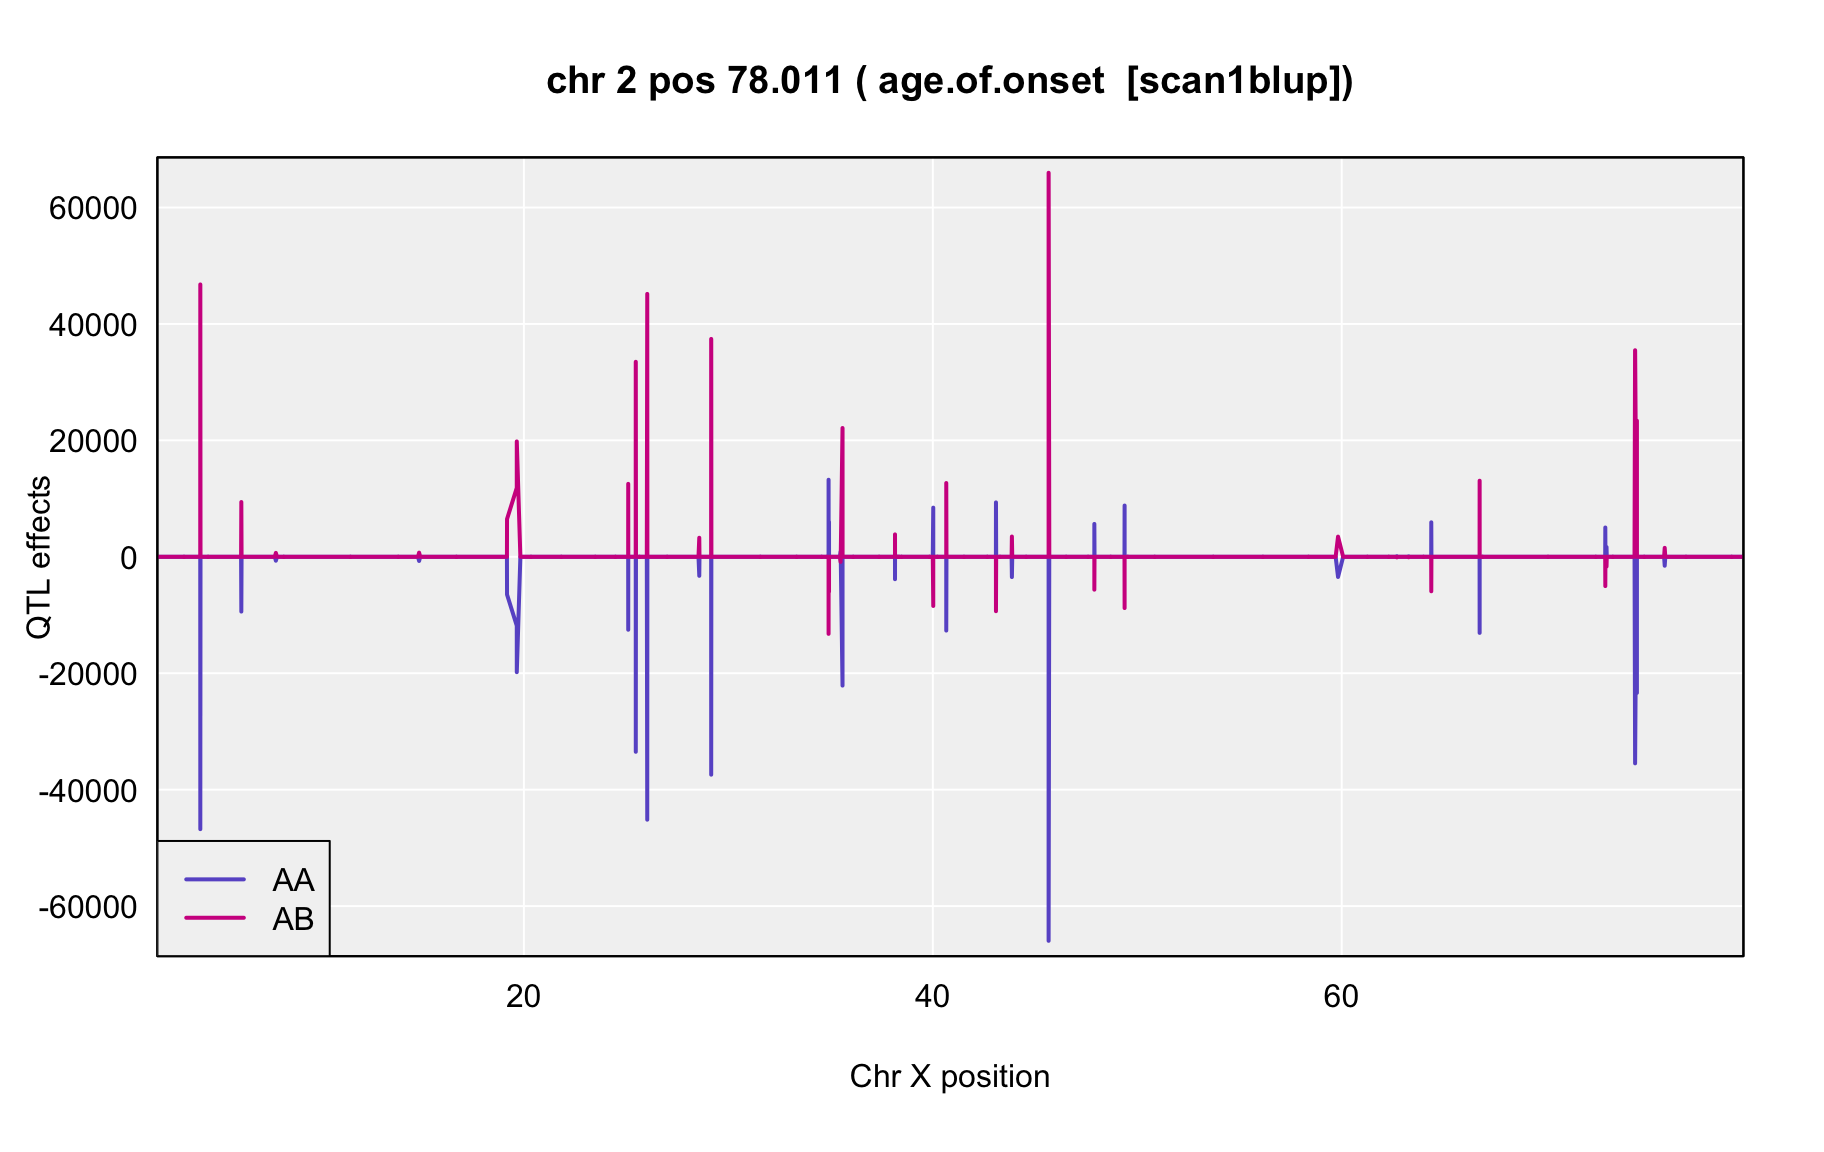 chr 2 pos 78.011 ( age.of.onset  [scan1blup])
60000
40000
20000
0
-20000
-40000
-60000
QTL effects
AA
AB
20 40 60
Chr X position